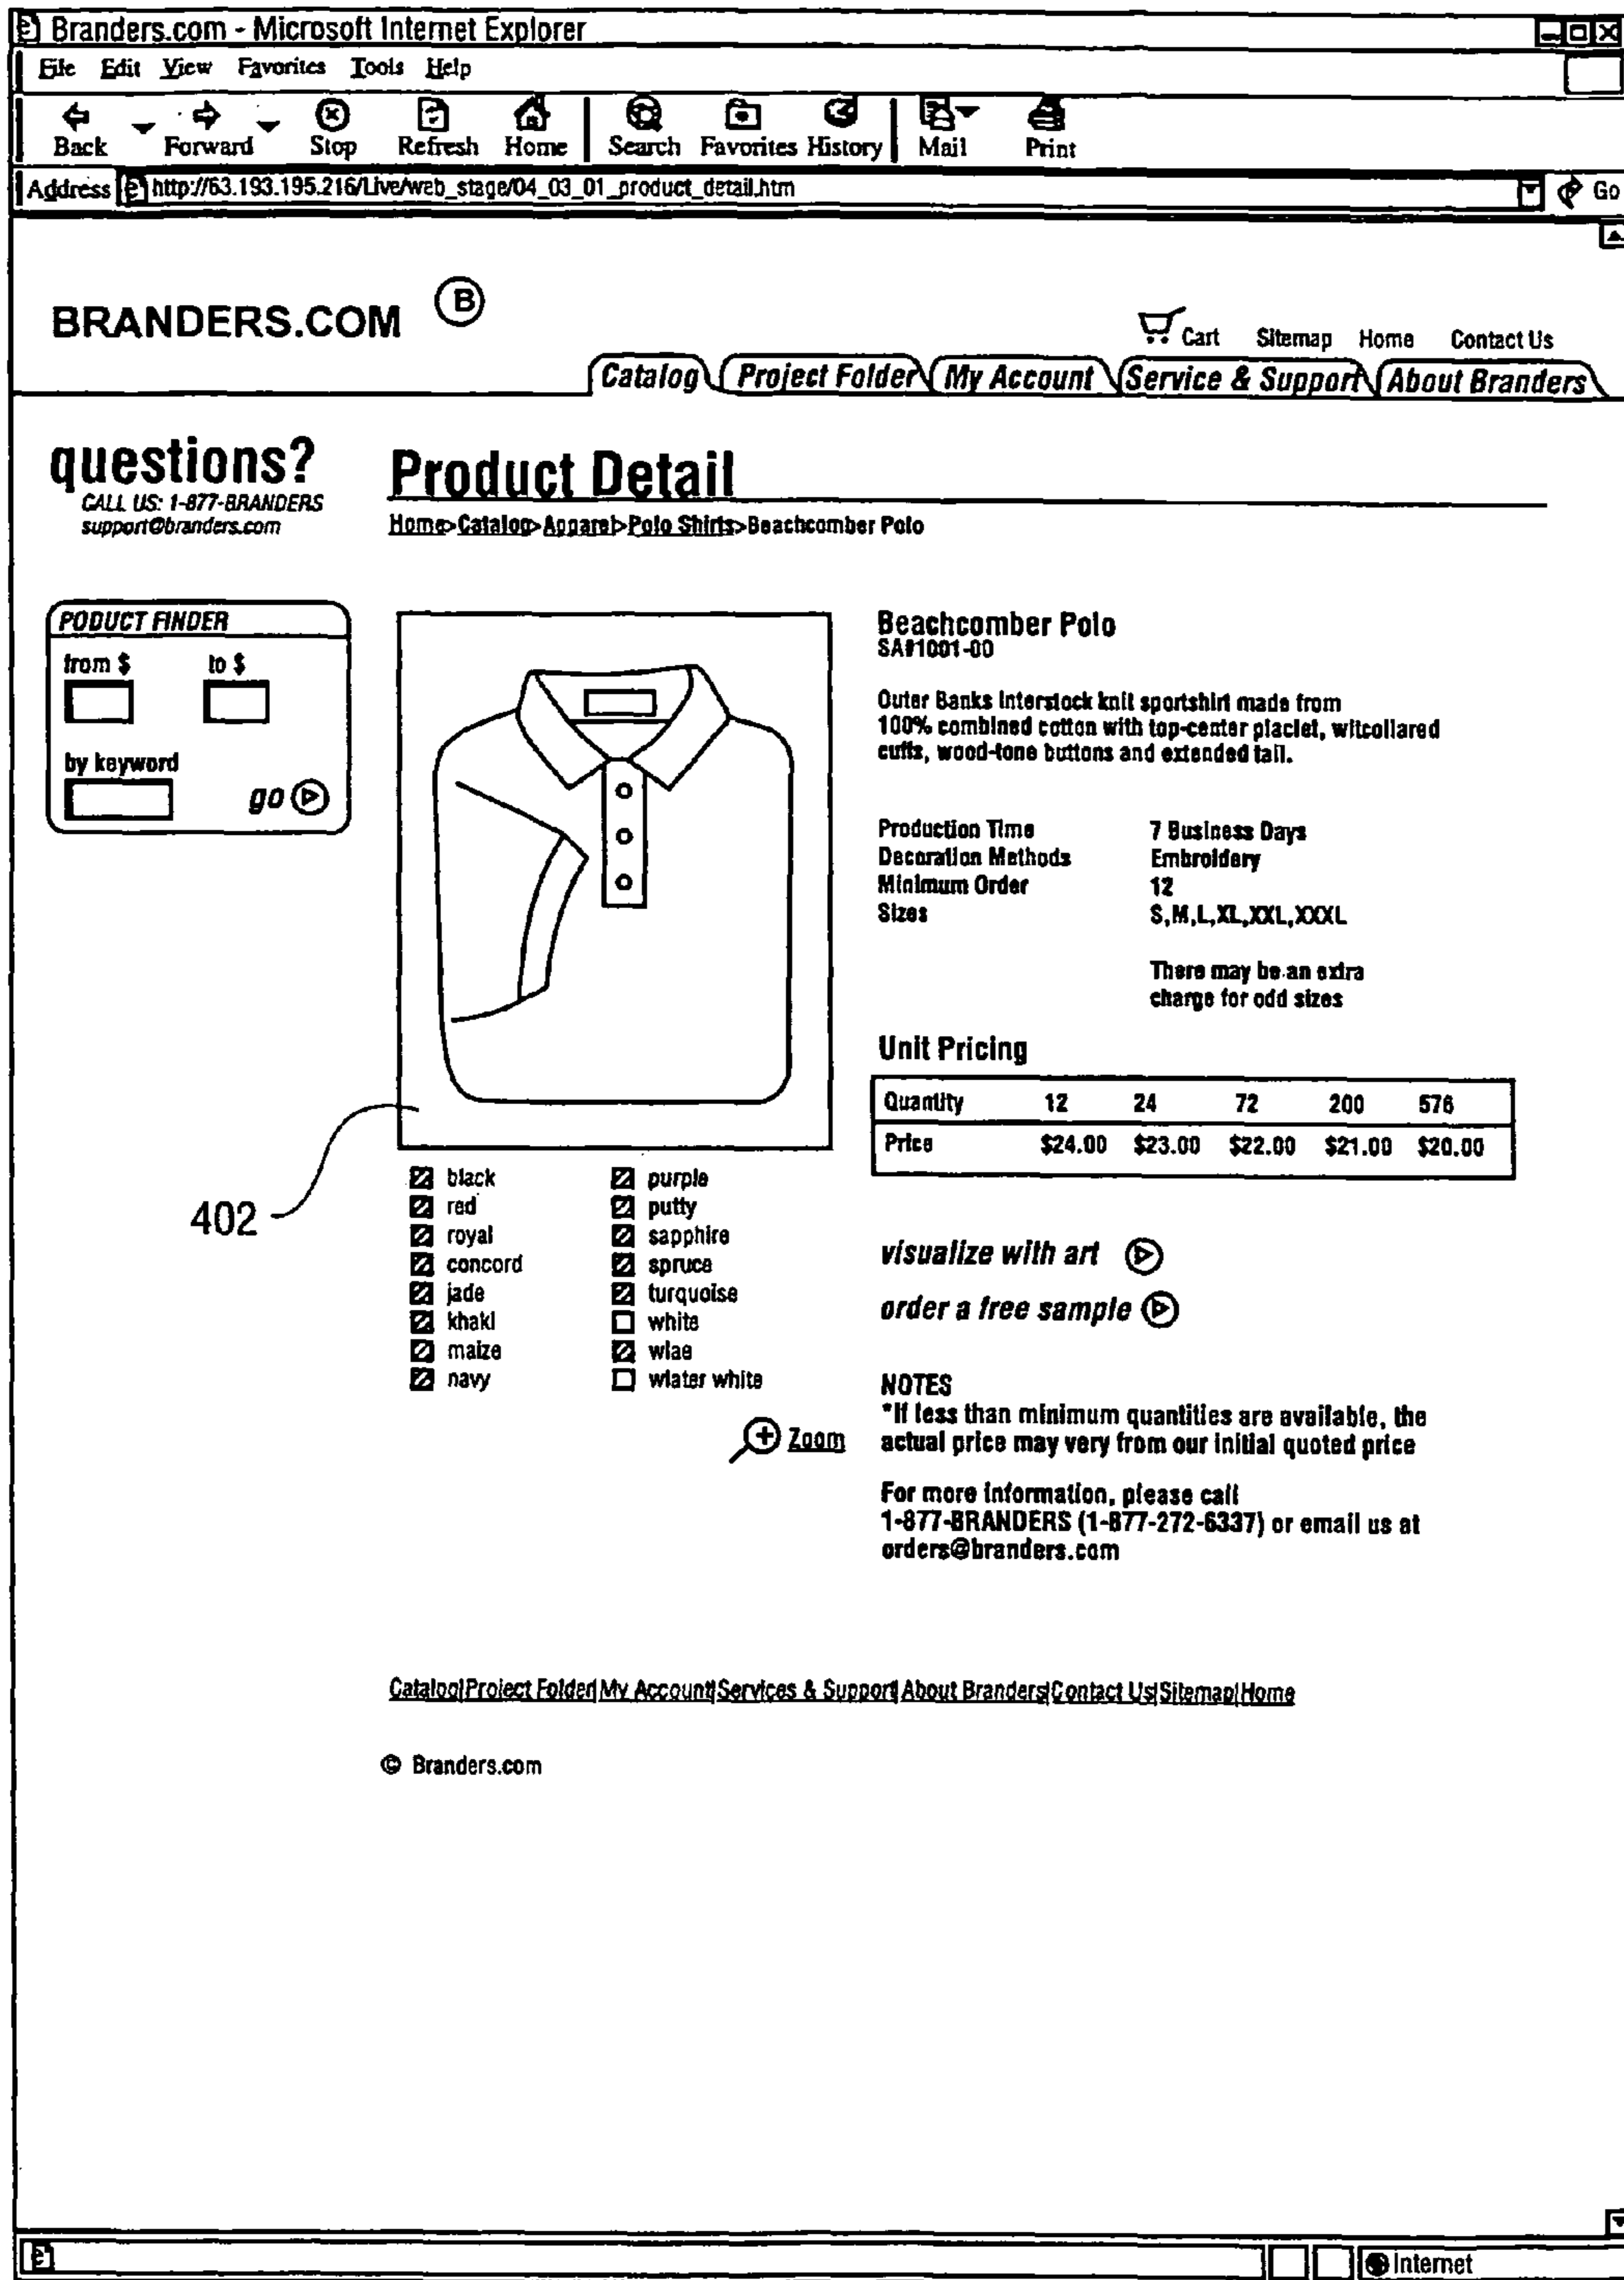 Branders.com - Microsoft Internet Explorer
File Edit View Favorites Tools Help
Back Forward Stop Refresh Home Search Favorites History Mail Print
Address http://63.193.195.216/Live/web_stage/04_03_01_product_detail.htm Go
BRANDERS.COM B
Cart Sitemap Home Contact Us
Catalog Project Folder My Account Service & Support About Branders
questions?
CALL US: 1-877-BRANDERS
support@branders.com
Product Detail
Home>Catalog>Apparel>Polo Shirts>Beachcomber Polo
PODUCT FINDER
from $ to $
by keyword
go
Beachcomber Polo
SA#1001-00
Outer Banks Interstock knit sportshirt made from
100% combined cotton with top-center placlet, witcollared
cuffs, wood-tone buttons and extended tail.
Production Time 7 Business Days
Decoration Methods Embroidery
Minimum Order 12
Sizes S,M,L,XL,XXL,XXXL
There may be an extra
charge for odd sizes
Unit Pricing
Quantity 12 24 72 200 576
Price $24.00 $23.00 $22.00 $21.00 $20.00
402
black purple
red putty
royal sapphire
concord spruce
jade turquoise
khaki white
maize wiae
navy wiater white
Zoom
visualize with art
order a free sample
NOTES
*If less than minimum quantities are available, the
actual price may very from our initial quoted price
For more information, please call
1-877-BRANDERS (1-877-272-6337) or email us at
orders@branders.com
Catalog|Project Folder|My Account|Services & Support|About Branders|Contact Us|Sitemap|Home
© Branders.com
Internet